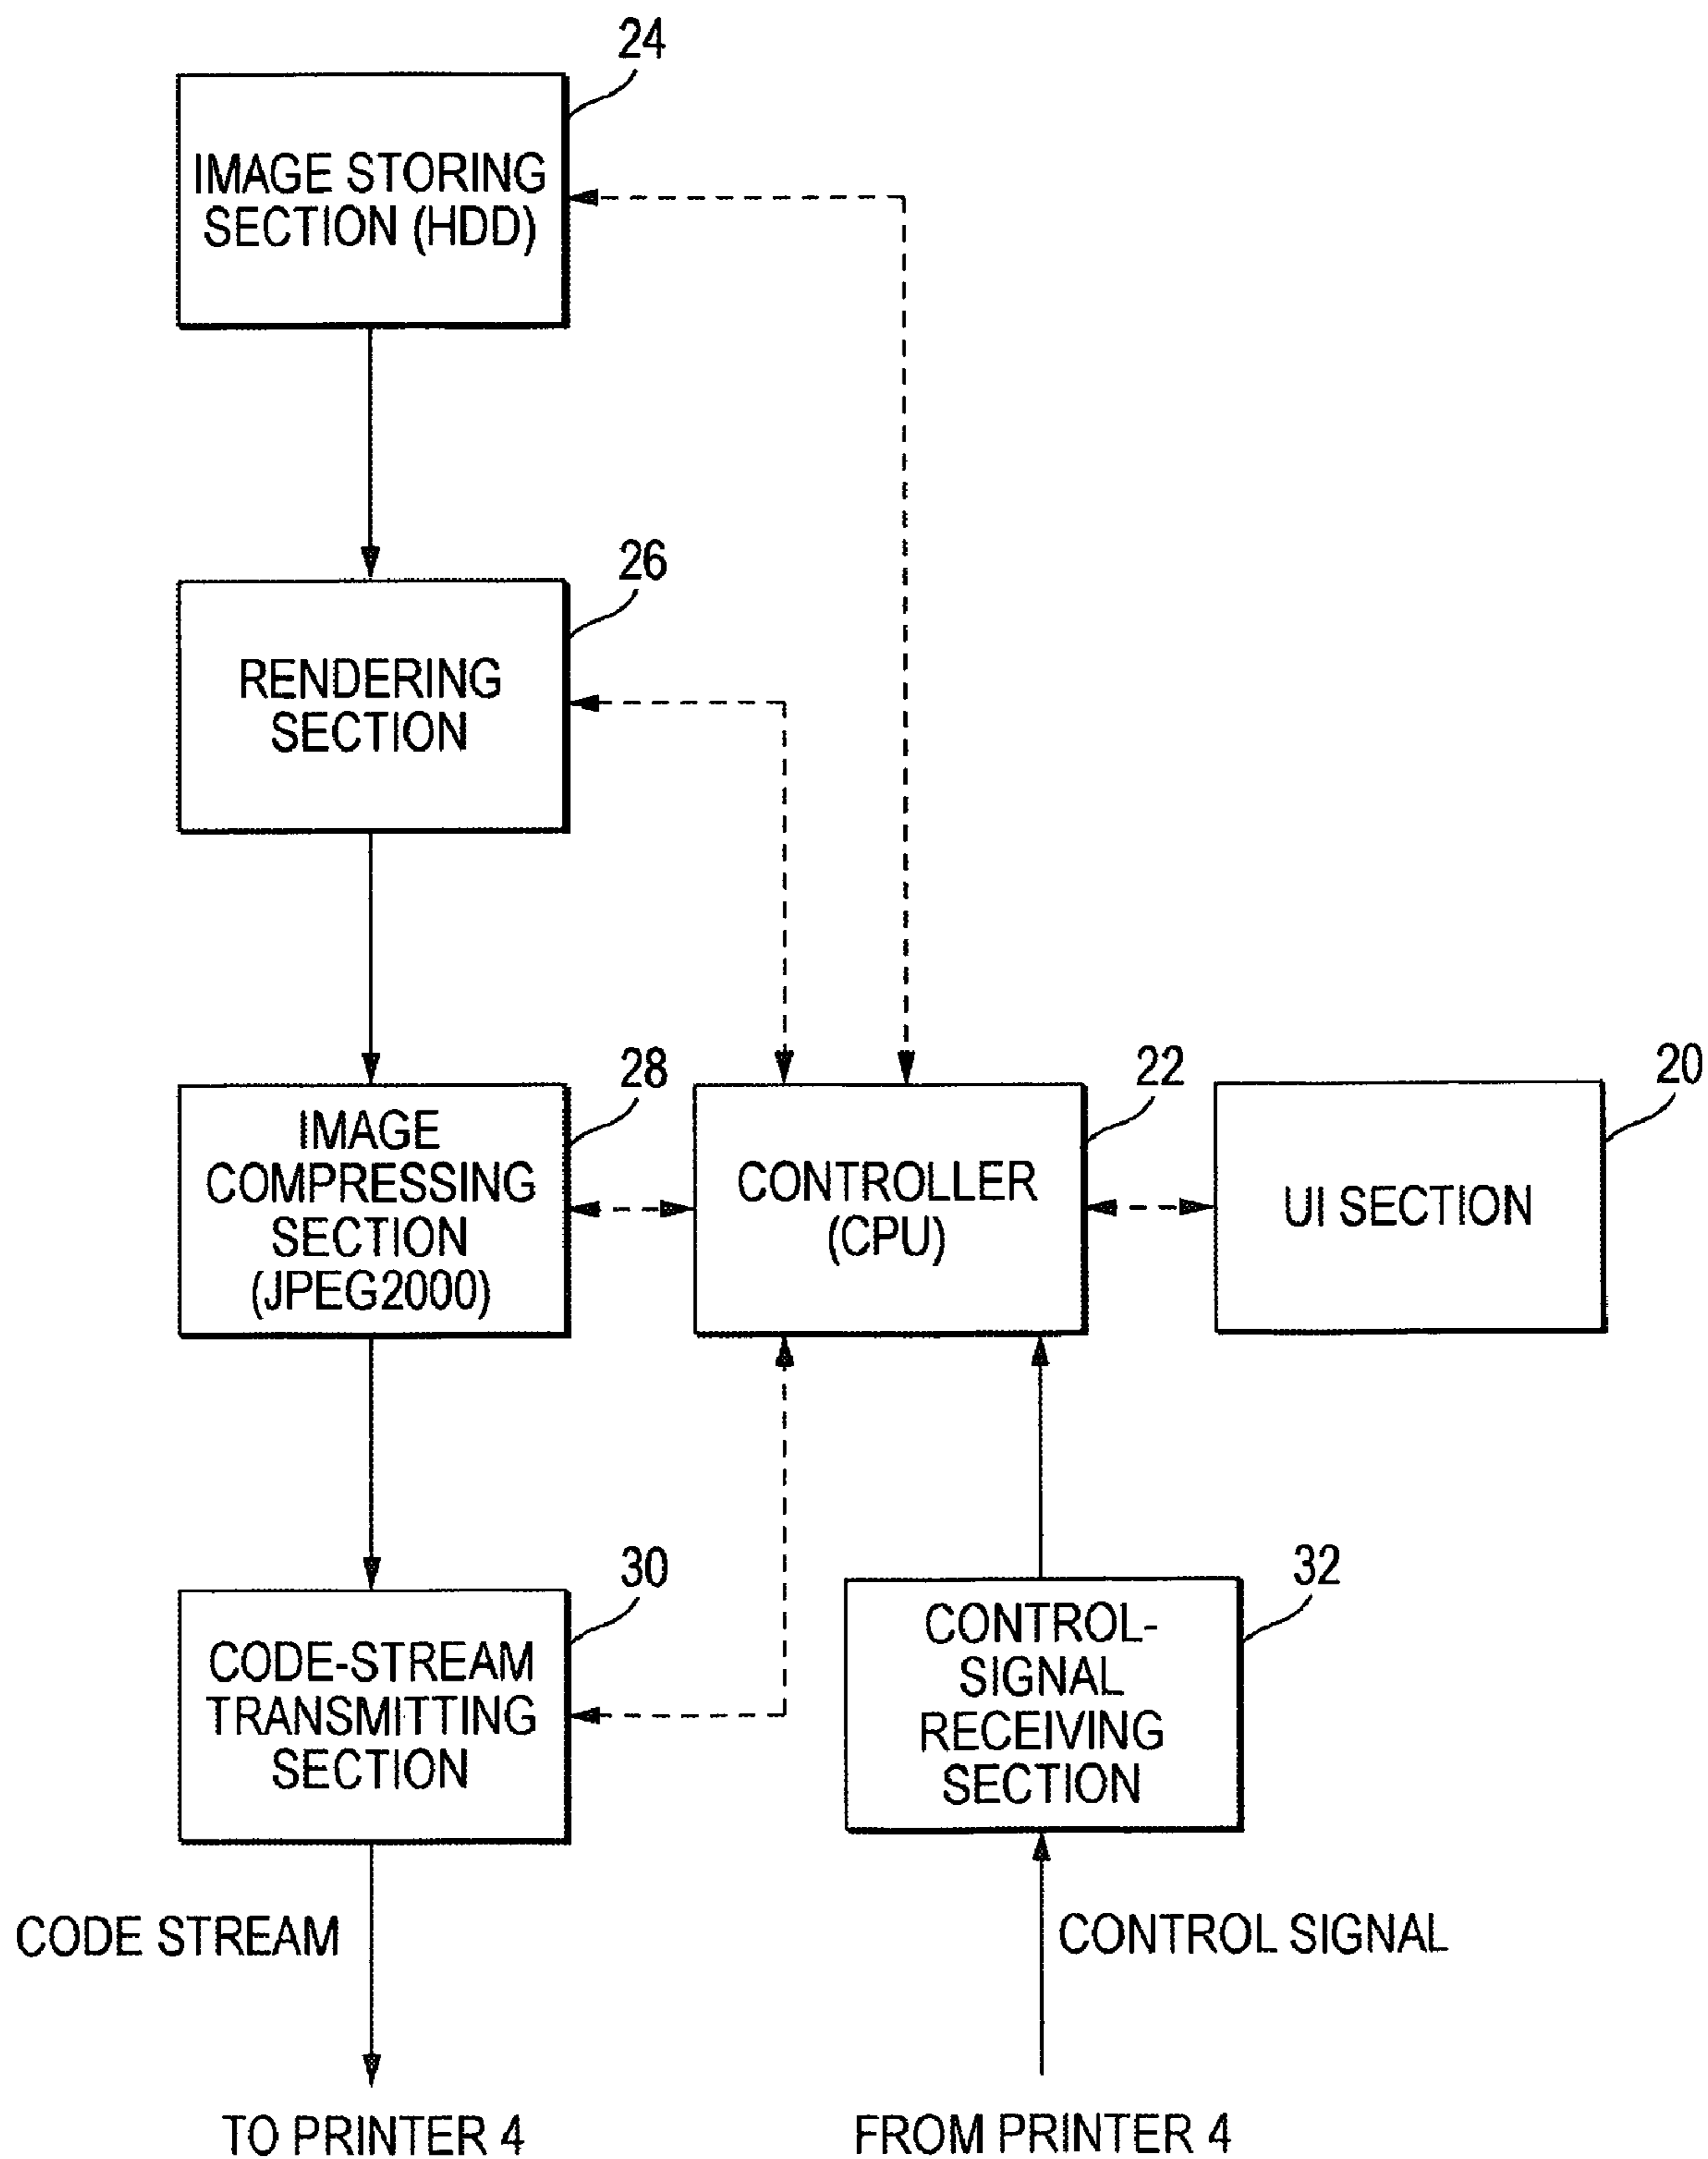 24
IMAGE STORING
SECTION (HDD)
26
RENDERING
SECTION
28
IMAGE
COMPRESSING
SECTION
(JPEG2000)
22
CONTROLLER
(CPU)
20
UI SECTION
30
CODE-STREAM
TRANSMITTING
SECTION
32
CONTROL-
SIGNAL
RECEIVING
SECTION
CODE STREAM
CONTROL SIGNAL
TO PRINTER 4
FROM PRINTER 4